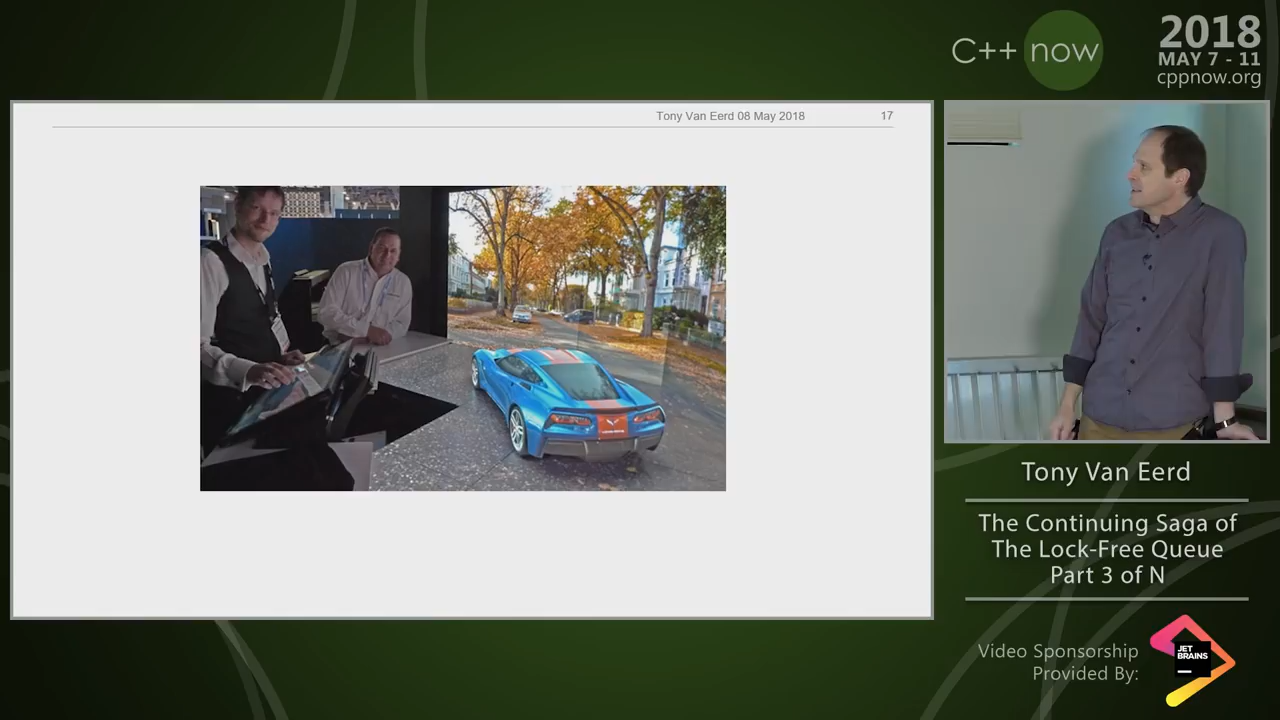 C++ now
2018
MAY 7 - 11
cppnow.org
Tony Van Eerd 08 May 2018
17
Tony Van Eerd
The Continuing Saga of
The Lock-Free Queue
Part 3 of N
Video Sponsorship
Provided By:
JET
BRAINS